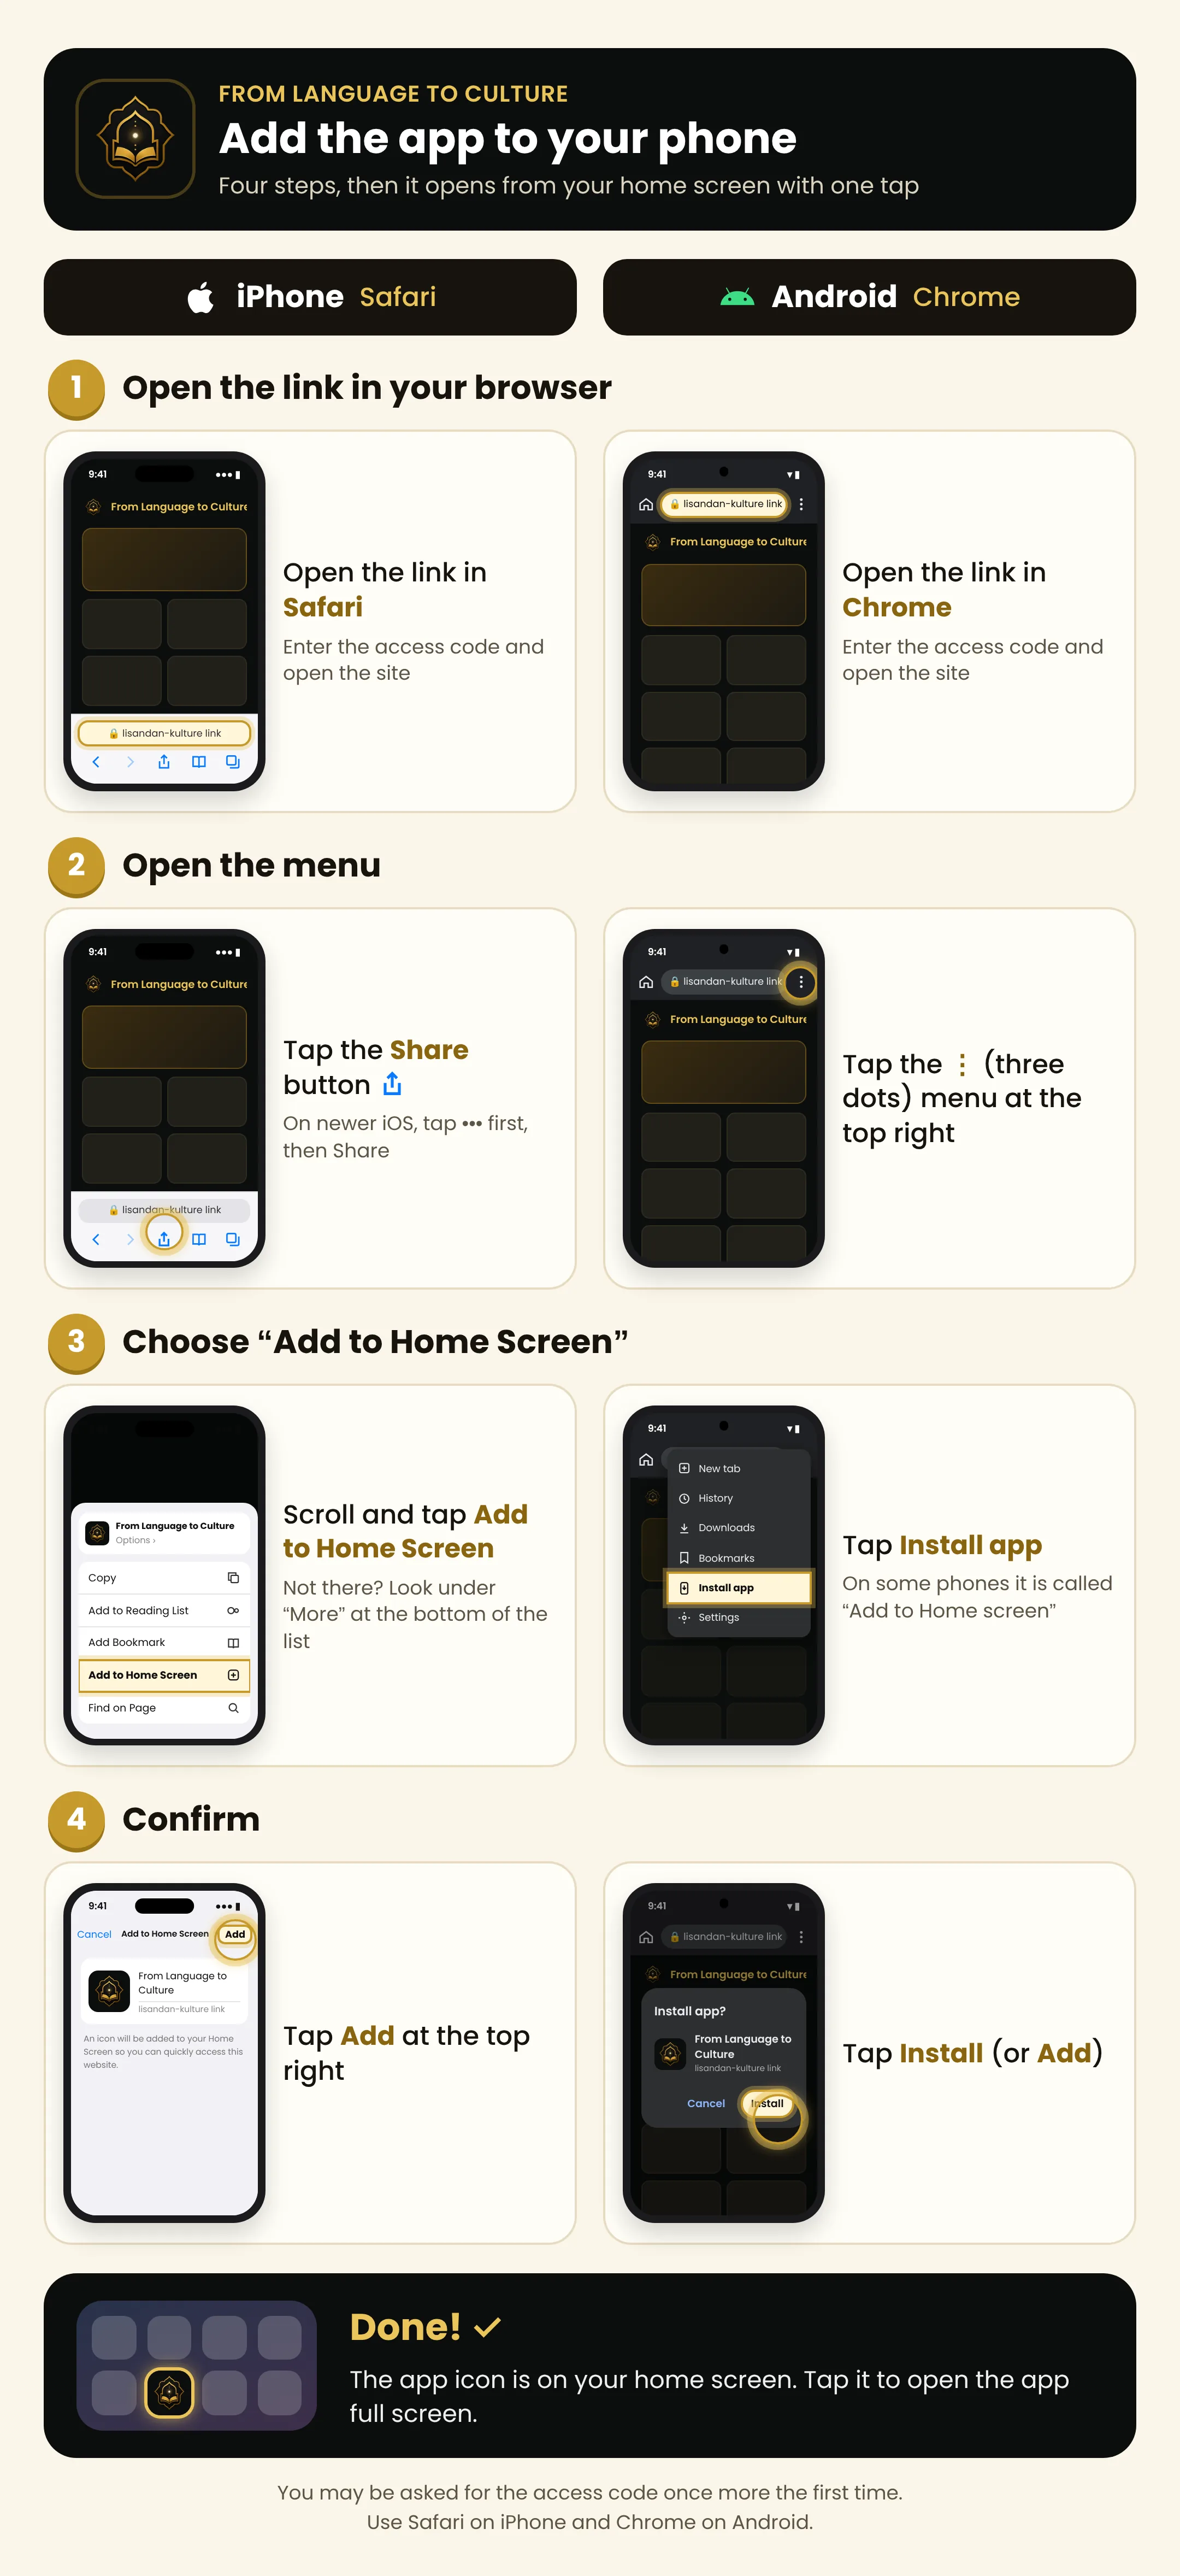 FROM LANGUAGE TO CULTURE
Add the app to your phone
Four steps, then it opens from your home screen with one tap
iPhone Safari
Android Chrome
1 Open the link in your browser
9:41
From Language to Culture
🔒 lisandan-kulture link
Open the link in
Safari
Enter the access code and
open the site
9:41
🔒 lisandan-kulture link
From Language to Culture
Open the link in
Chrome
Enter the access code and
open the site
2 Open the menu
9:41
From Language to Culture
🔒 lisandan-kulture link
Tap the Share
button
On newer iOS, tap ••• first,
then Share
9:41
🔒 lisandan-kulture link
From Language to Culture
Tap the ⋮ (three
dots) menu at the
top right
3 Choose “Add to Home Screen”
From Language to Culture
Options ›
Copy
Add to Reading List
Add Bookmark
Add to Home Screen
Find on Page
Scroll and tap Add
to Home Screen
Not there? Look under
“More” at the bottom of the
list
9:41
New tab
History
Downloads
Bookmarks
Install app
Settings
Tap Install app
On some phones it is called
“Add to Home screen”
4 Confirm
9:41
Cancel Add to Home Screen Add
From Language to
Culture
lisandan-kulture link
An icon will be added to your Home
Screen so you can quickly access this
website.
Tap Add at the top
right
9:41
🔒 lisandan-kulture link
From Language to Culture
Install app?
From Language to
Culture
lisandan-kulture link
Cancel Install
Tap Install (or Add)
Done! ✓
The app icon is on your home screen. Tap it to open the app
full screen.
You may be asked for the access code once more the first time.
Use Safari on iPhone and Chrome on Android.